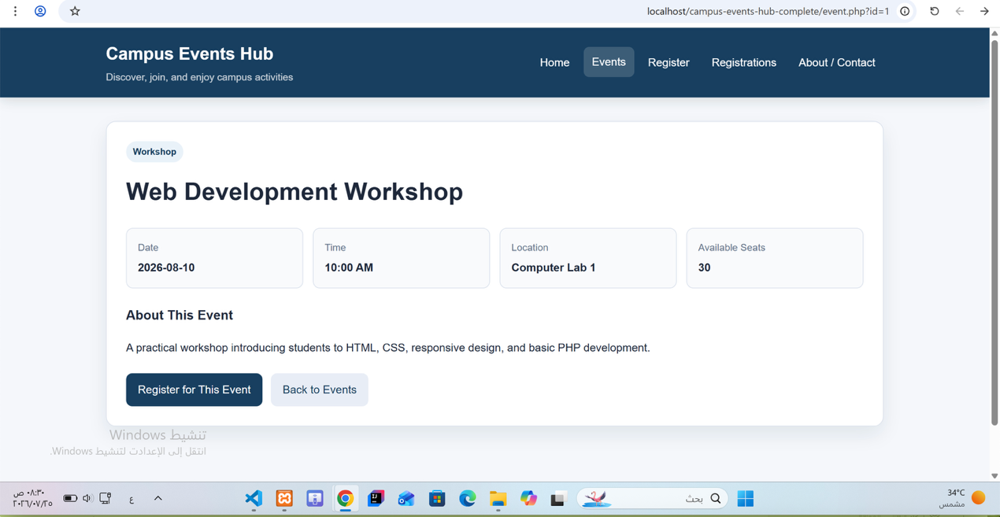 localhost/campus-events-hub-complete/event.php?id=1
Campus Events Hub
Discover, join, and enjoy campus activities
Home
Events
Register
Registrations
About / Contact
Workshop
Web Development Workshop
Date
2026-08-10
Time
10:00 AM
Location
Computer Lab 1
Available Seats
30
About This Event
A practical workshop introducing students to HTML, CSS, responsive design, and basic PHP development.
Register for This Event
Back to Events
تنشيط Windows
انتقل إلى الإعدادت لتنشيط Windows.
٠٨:٣٠ ص
٢٠٢٦/٠٧/٢٥
ع
بحث
34°C
مشمس